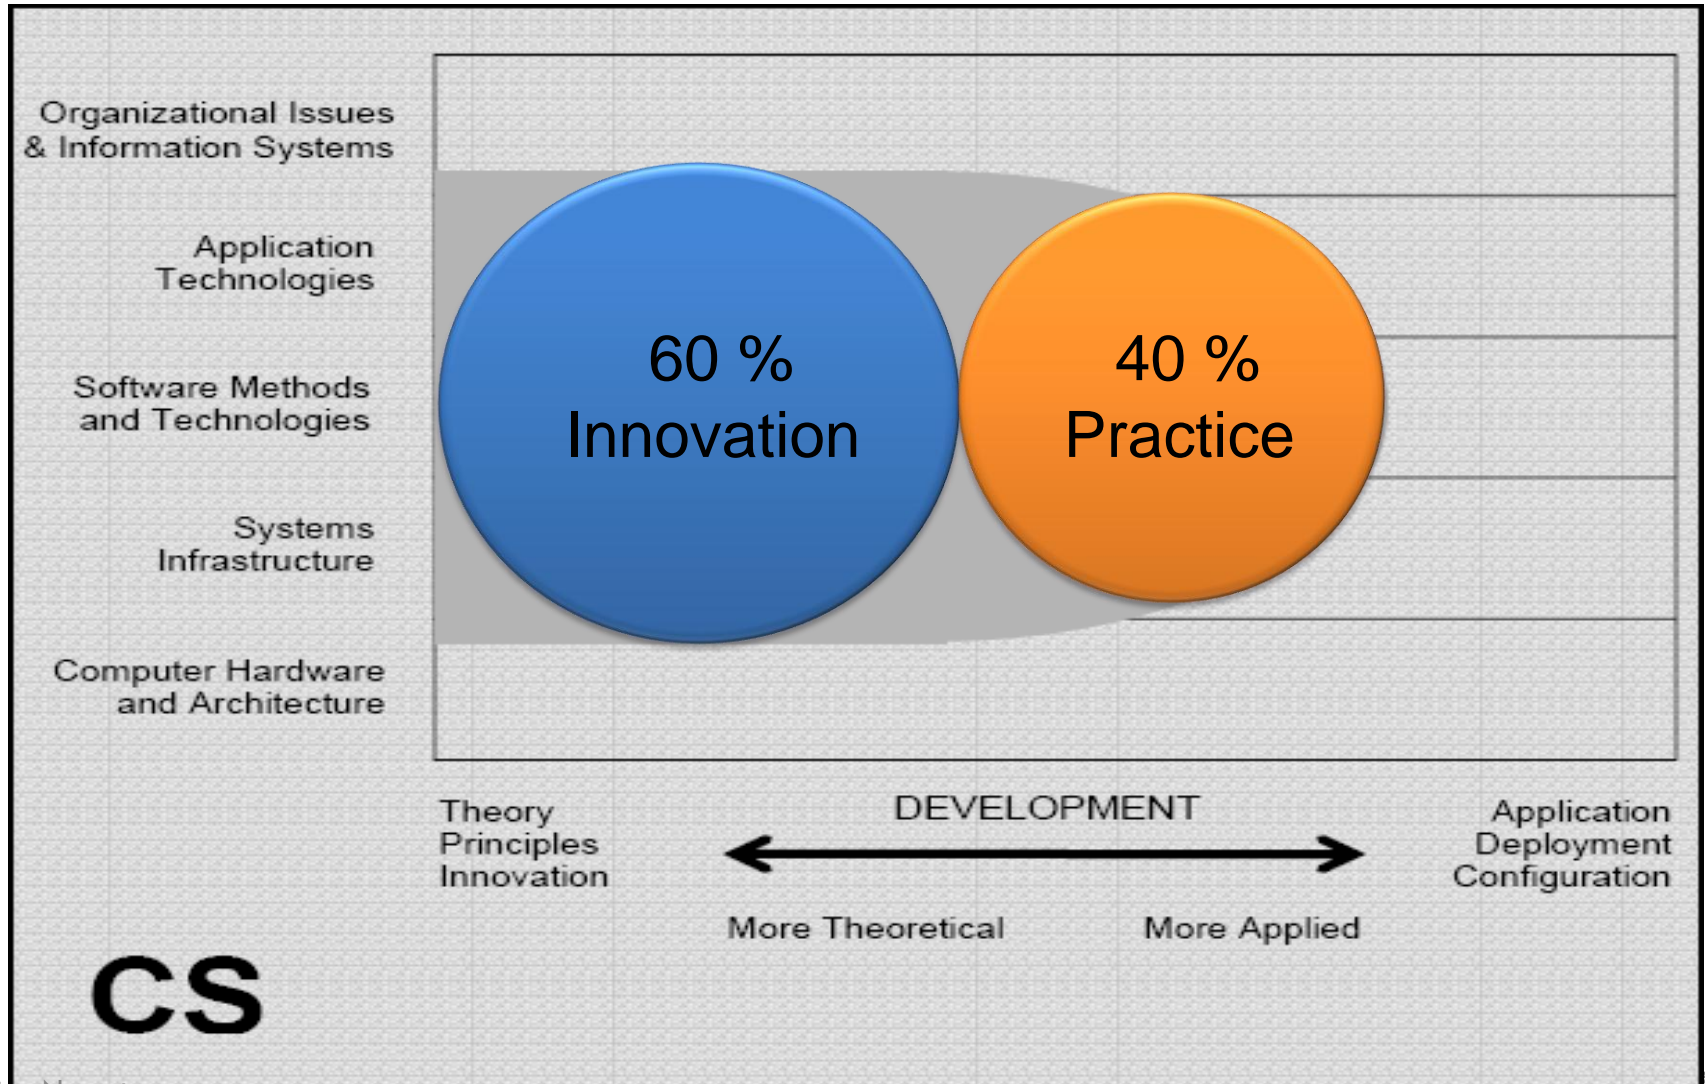 Organizational Issues
& Information Systems
Application
Technologies
Software Methods
and Technologies
Systems
Infrastructure
Computer Hardware
and Architecture
60 %
Innovation
40 %
Practice
Theory
Principles
Innovation
DEVELOPMENT
Application
Deployment
Configuration
More Theoretical
More Applied
CS